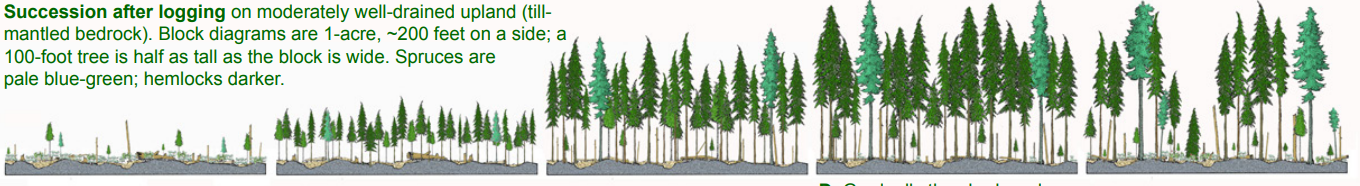 Succession after logging on moderately well-drained upland (till-
mantled bedrock). Block diagrams are 1-acre, ~200 feet on a side; a
100-foot tree is half as tall as the block is wide. Spruces are
pale blue-green; hemlocks darker.